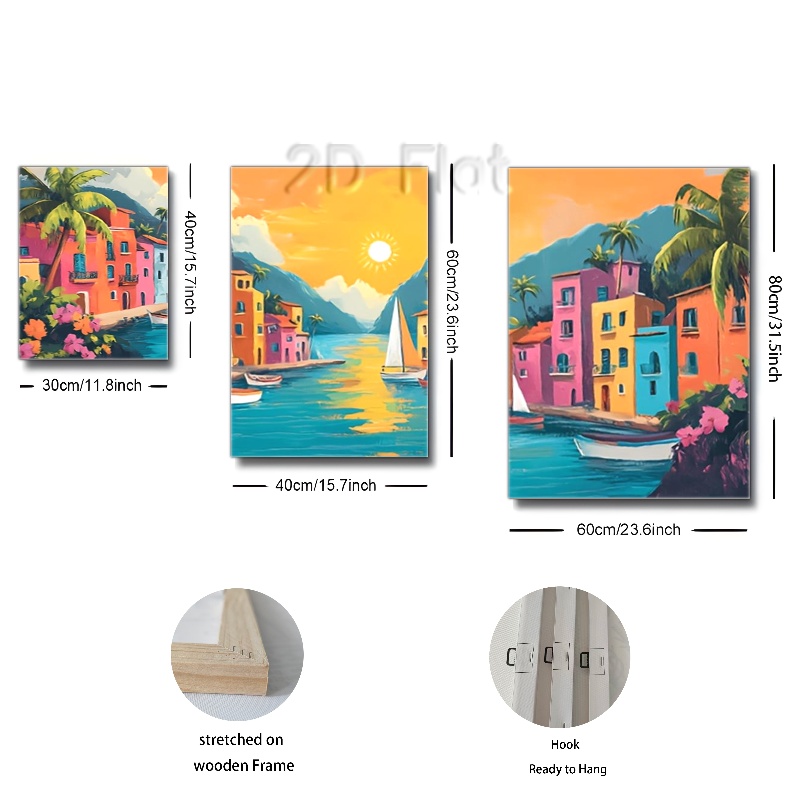 2D Flat
40cm/15.7inch
30cm/11.8inch
60cm/23.6inch
40cm/15.7inch
80cm/31.5inch
60cm/23.6inch
stretched on
wooden Frame
Hook
Ready to Hang